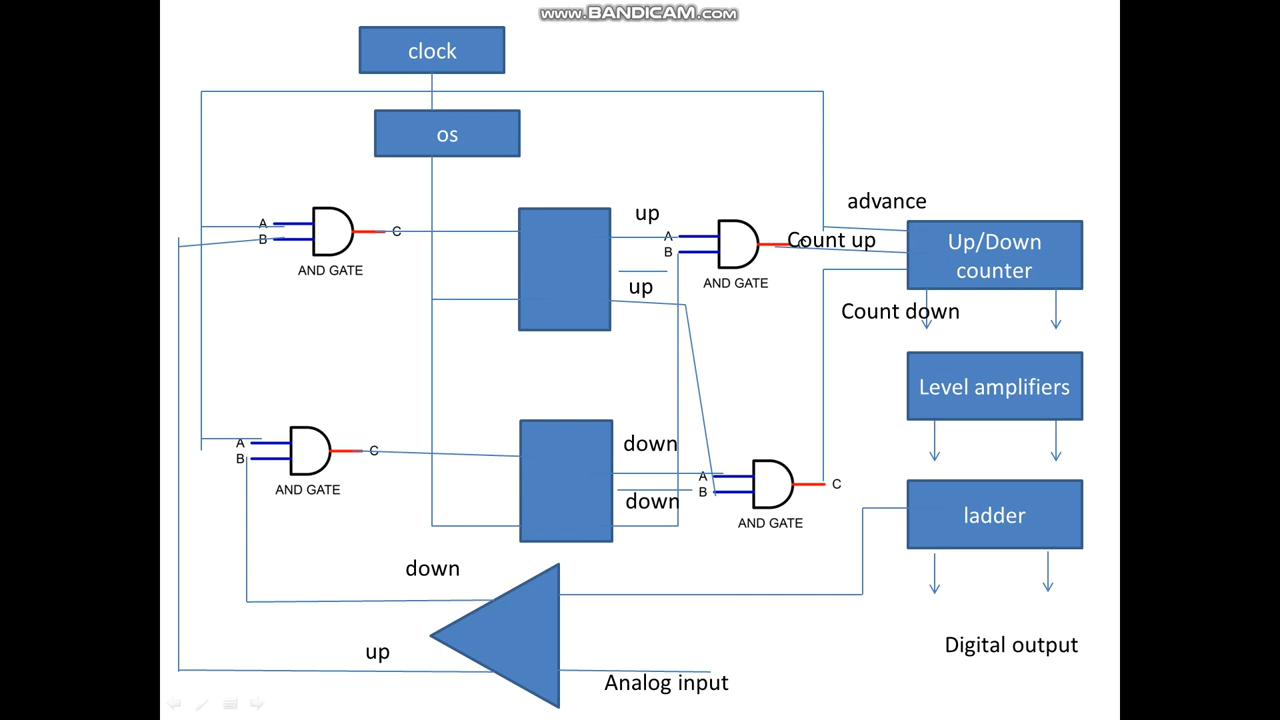 www.BANDICAM.com
clock
os
advance
up
A
B
C
AND GATE
A
B
C
Count up
AND GATE
Up/Down
counter
up
Count down
Level amplifiers
down
A
B
C
AND GATE
A
B
C
AND GATE
down
ladder
down
up
Digital output
Analog input